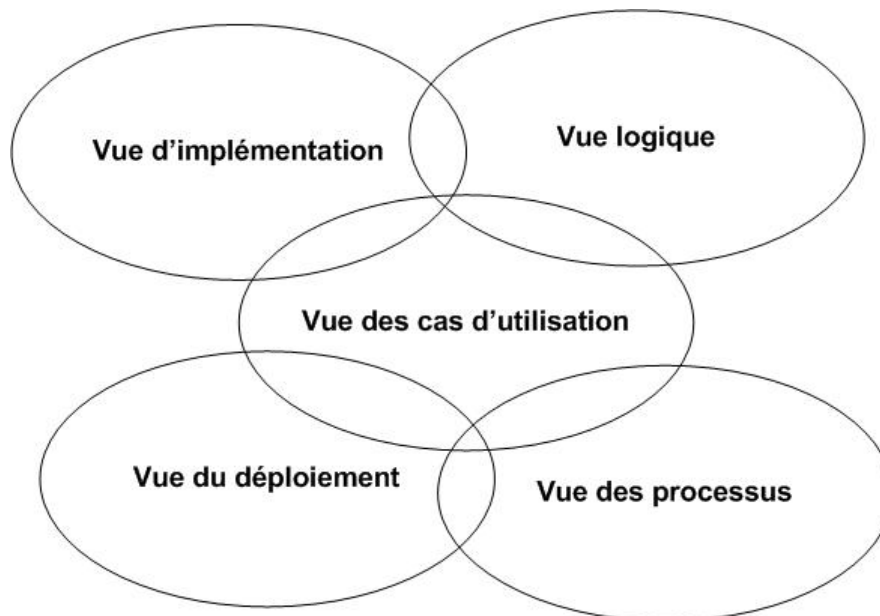 Vue d’implémentation
Vue logique
Vue des cas d’utilisation
Vue du déploiement
Vue des processus